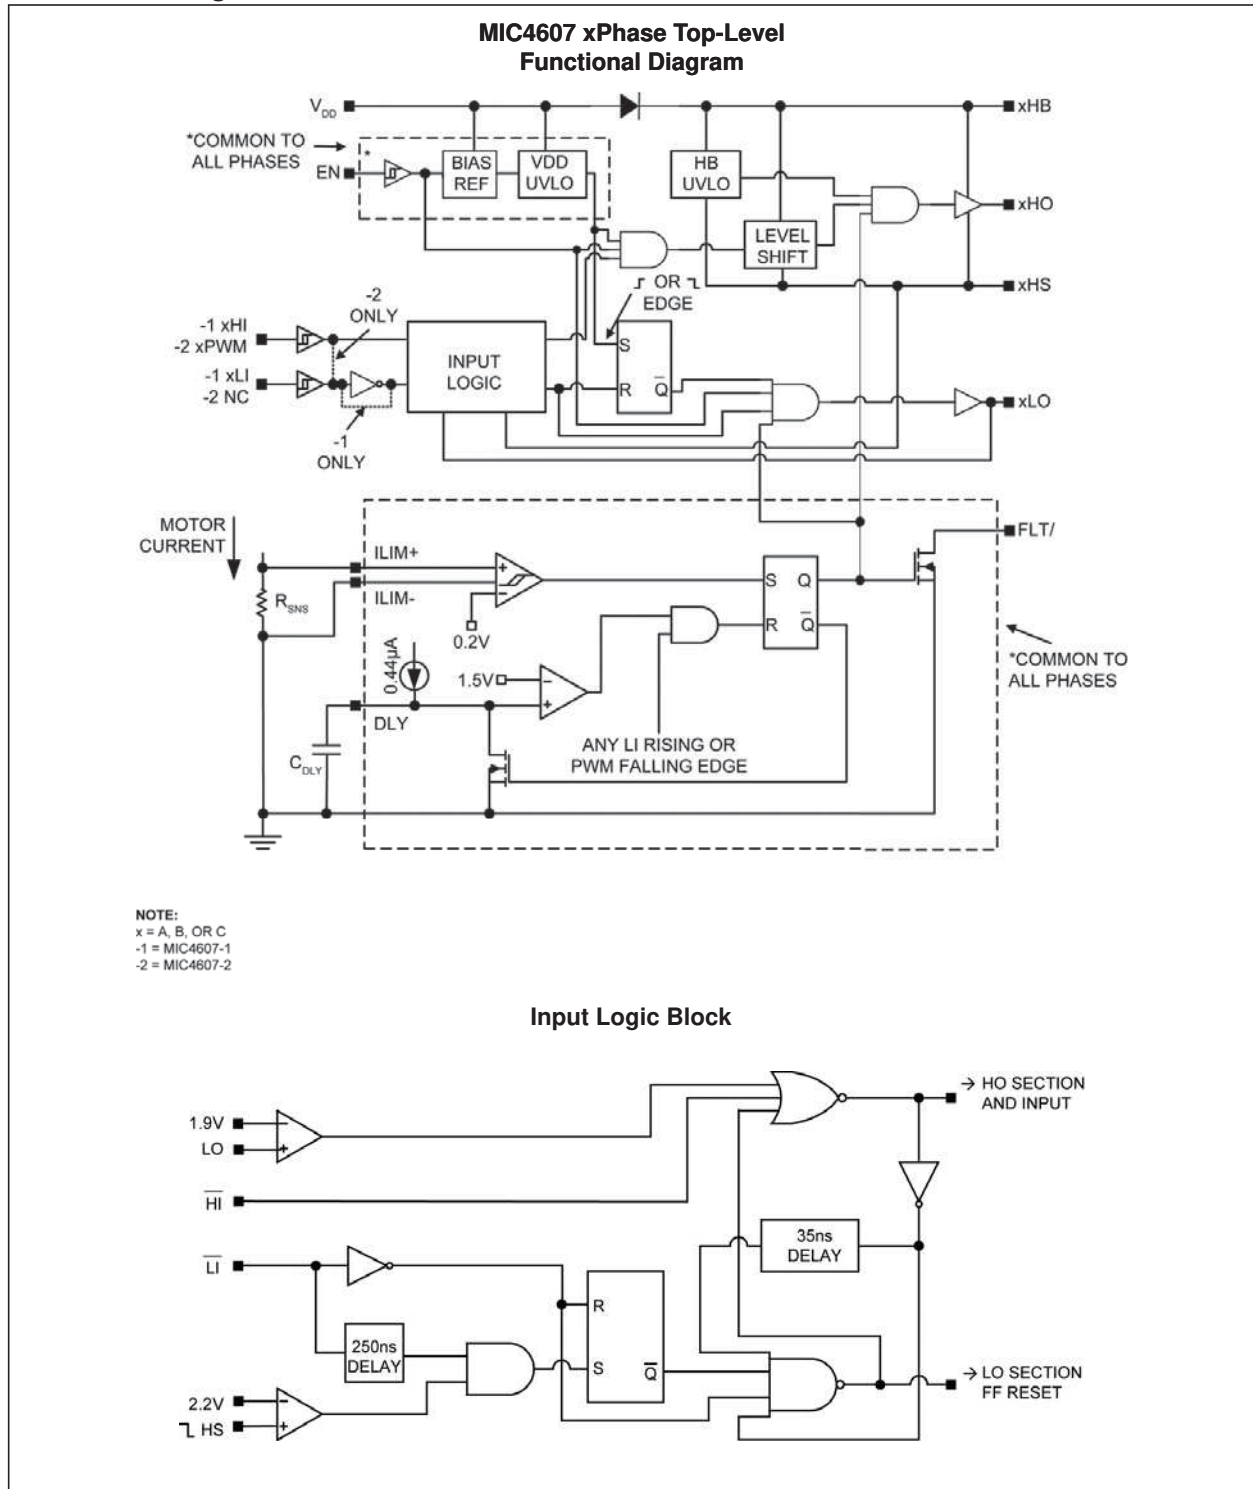 MIC4607 xPhase Top-Level
Functional Diagram
VDD
xHB
*COMMON TO
ALL PHASES
*
EN
BIAS
REF
VDD
UVLO
HB
UVLO
xHO
LEVEL
SHIFT
xHS
OR
EDGE
-2
ONLY
-1 xHI
-2 xPWM
-1 xLI
-2 NC
INPUT
LOGIC
S
R
Q
xLO
-1
ONLY
MOTOR
CURRENT
ILIM+
ILIM-
RSNS
+
-
0.2V
S
Q
R
Q
FLT/
0.44µA
1.5V
-
+
DLY
CDLY
ANY LI RISING OR
PWM FALLING EDGE
*COMMON TO
ALL PHASES
NOTE:
x = A, B, OR C
-1 = MIC4607-1
-2 = MIC4607-2
Input Logic Block
→ HO SECTION
AND INPUT
1.9V
-
LO
+
HI
35ns
DELAY
LI
R
250ns
DELAY
S
Q
→ LO SECTION
FF RESET
2.2V
-
HS
+